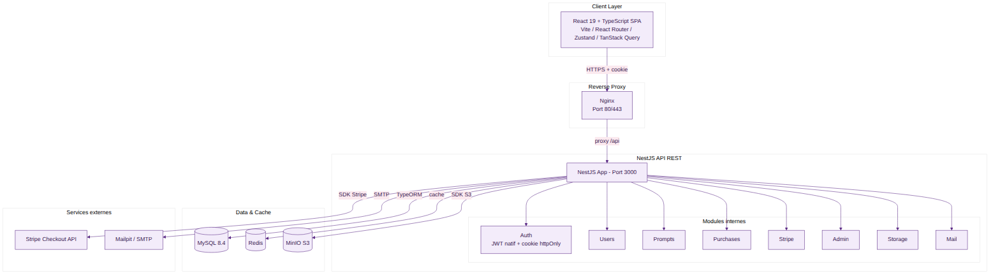 Client Layer
React 19 + TypeScript SPA
Vite / React Router /
Zustand / TanStack Query
HTTPS + cookie
Reverse Proxy
Nginx
Port 80/443
proxy /api
NestJS API REST
NestJS App - Port 3000
SDK Stripe
SMTP
TypeORM
cache
SDK S3
Services externes
Stripe Checkout API
Mailpit / SMTP
Data & Cache
MySQL 8.4
Redis
MinIO S3
Modules internes
Auth
JWT natif + cookie httpOnly
Users
Prompts
Purchases
Stripe
Admin
Storage
Mail